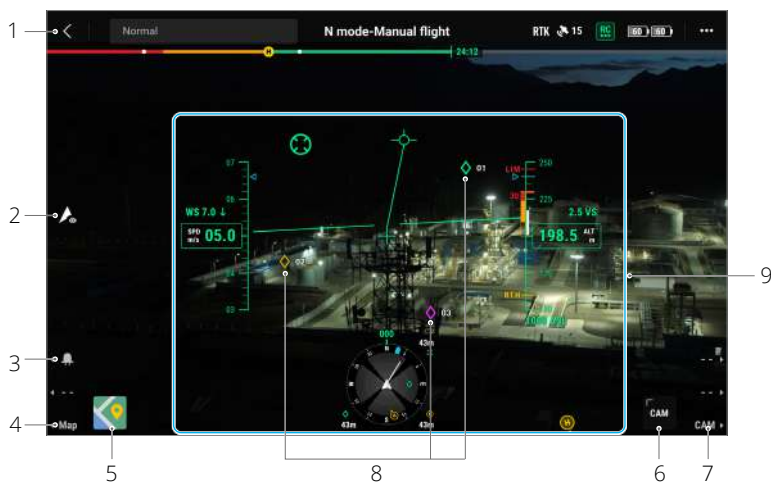 1
Normal
N mode-Manual flight
RTK 15
RC
60 60
24:12
07
01
LIM
250
06
30
225
WS 7.0 ↓
2.5 VS
2
SPD m/s 05.0
198.5 ALT m
02
04
9
03
03
RTH
000
43m
N
3
- -
- -
- -
W
E
S
H
CAM
4
Map
43m
43m
CAM
5
8
6
7